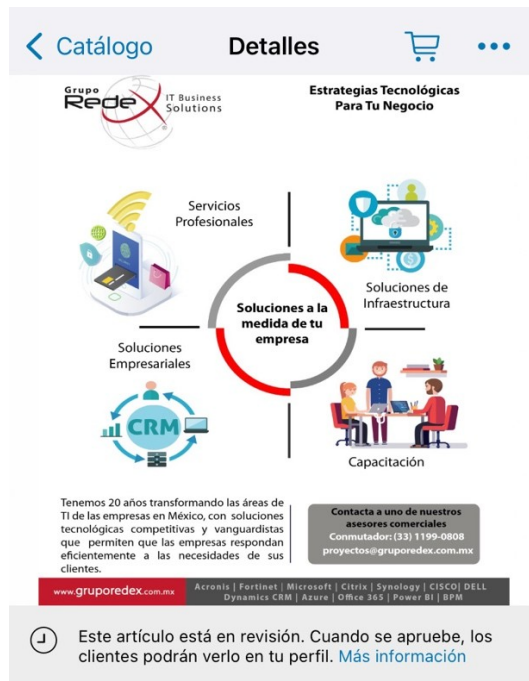 Catálogo
Detalles
Grupo
RedeX
IT Business
Solutions
Estrategias Tecnológicas
Para Tu Negocio
Servicios
Profesionales
Soluciones de
Infraestructura
Soluciones a la
medida de tu
empresa
Soluciones
Empresariales
CRM
Capacitación
Tenemos 20 años transformando las áreas de
TI de las empresas en México, con soluciones
tecnológicas competitivas y vanguardistas
que permiten que las empresas respondan
eficientemente a las necesidades de sus
clientes.
Contacta a uno de nuestros
asesores comerciales
Conmutador: (33) 1199-0808
proyectos@gruporedex.com.mx
www.gruporedex.com.mx
Acronis | Fortinet | Microsoft | Citrix | Synology | CISCO| DELL
Dynamics CRM | Azure | Office 365 | Power BI | BPM
Este artículo está en revisión. Cuando se apruebe, los
clientes podrán verlo en tu perfil. Más información